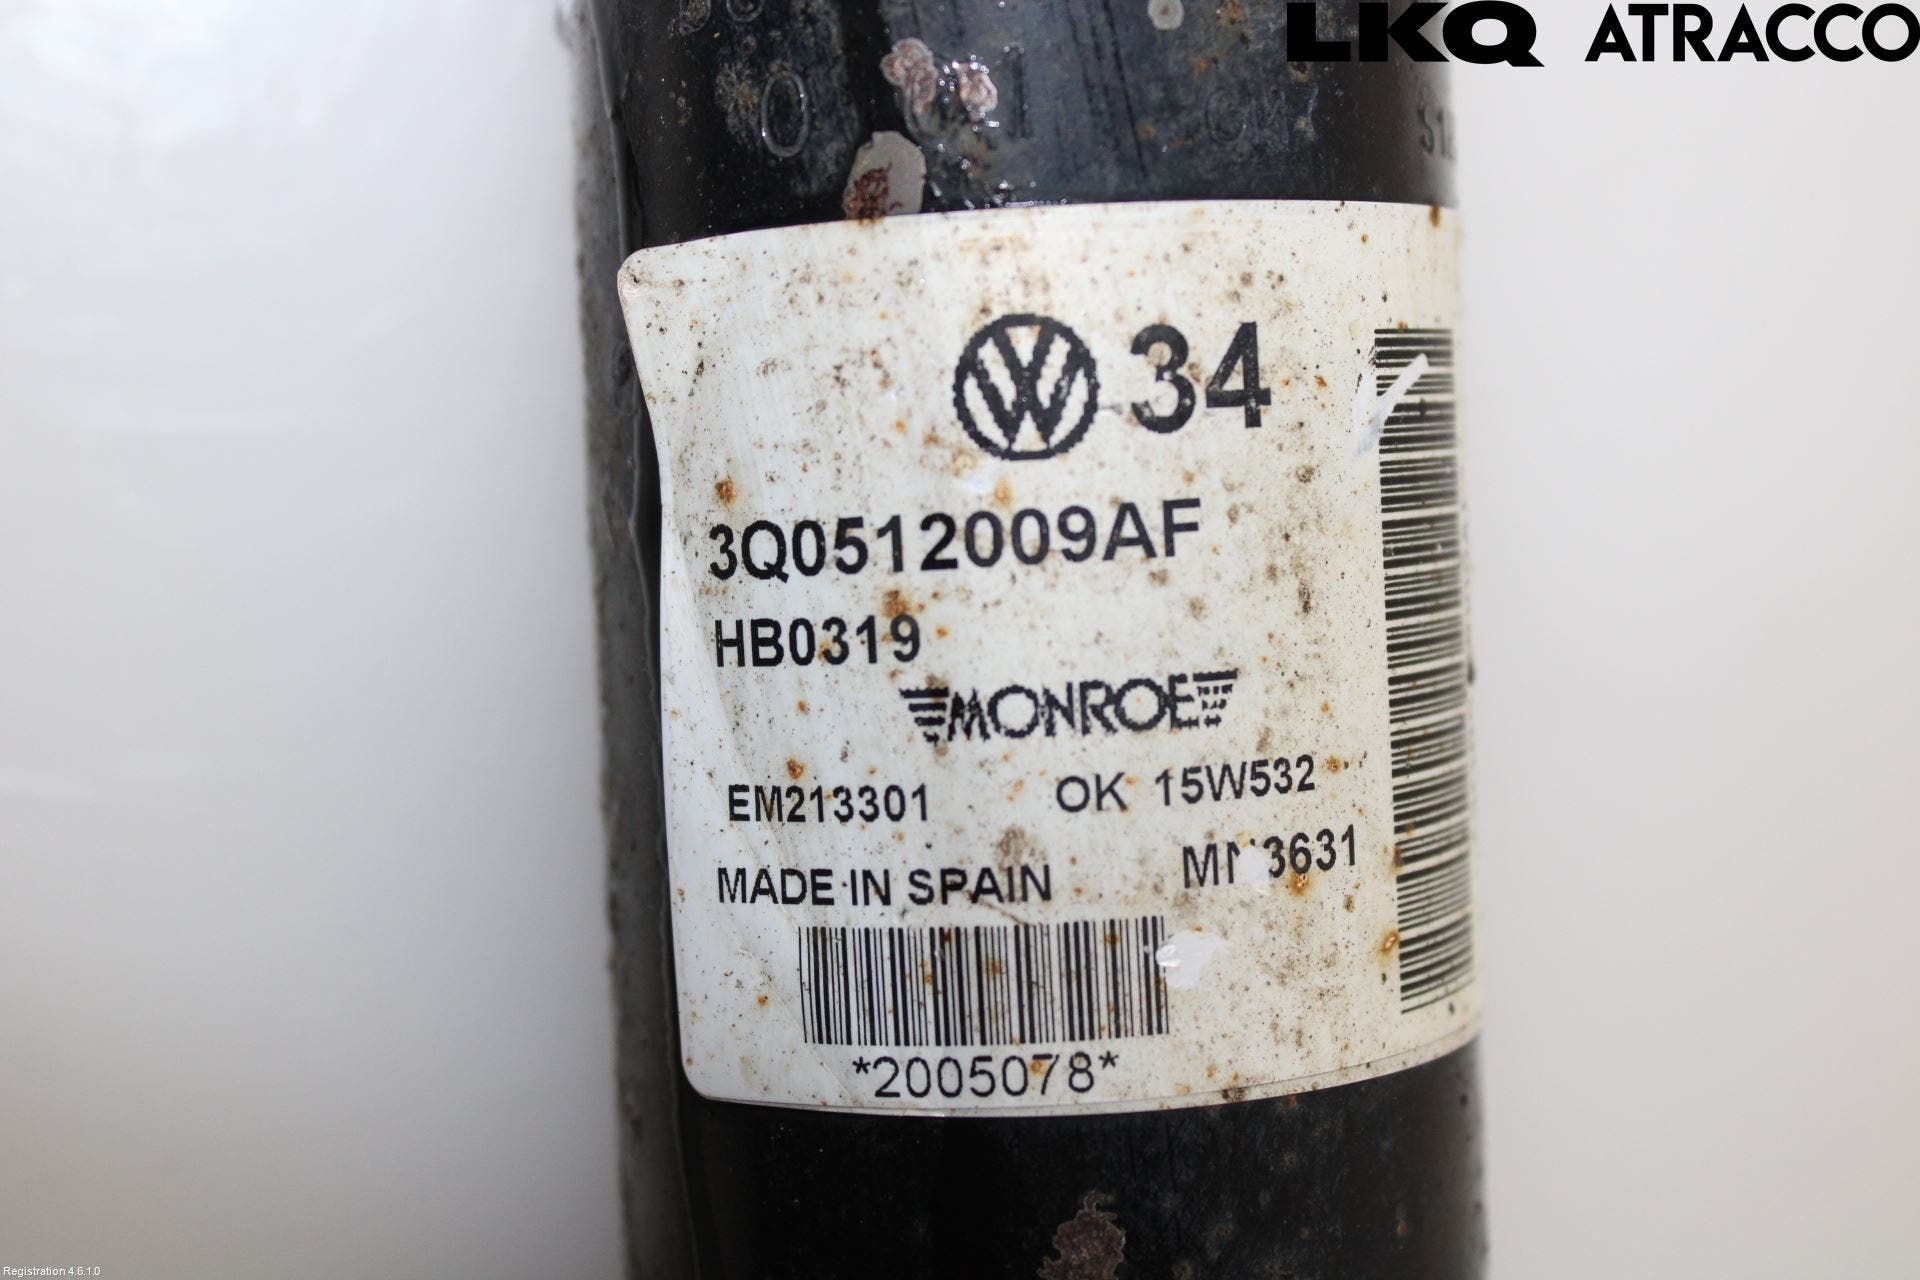 LKQ ATRACCO
34
3Q0512009AF
HB0319
MONROE
EM213301 OK 15W532
MADE IN SPAIN
*2005078*
Registration 4.6.1.0